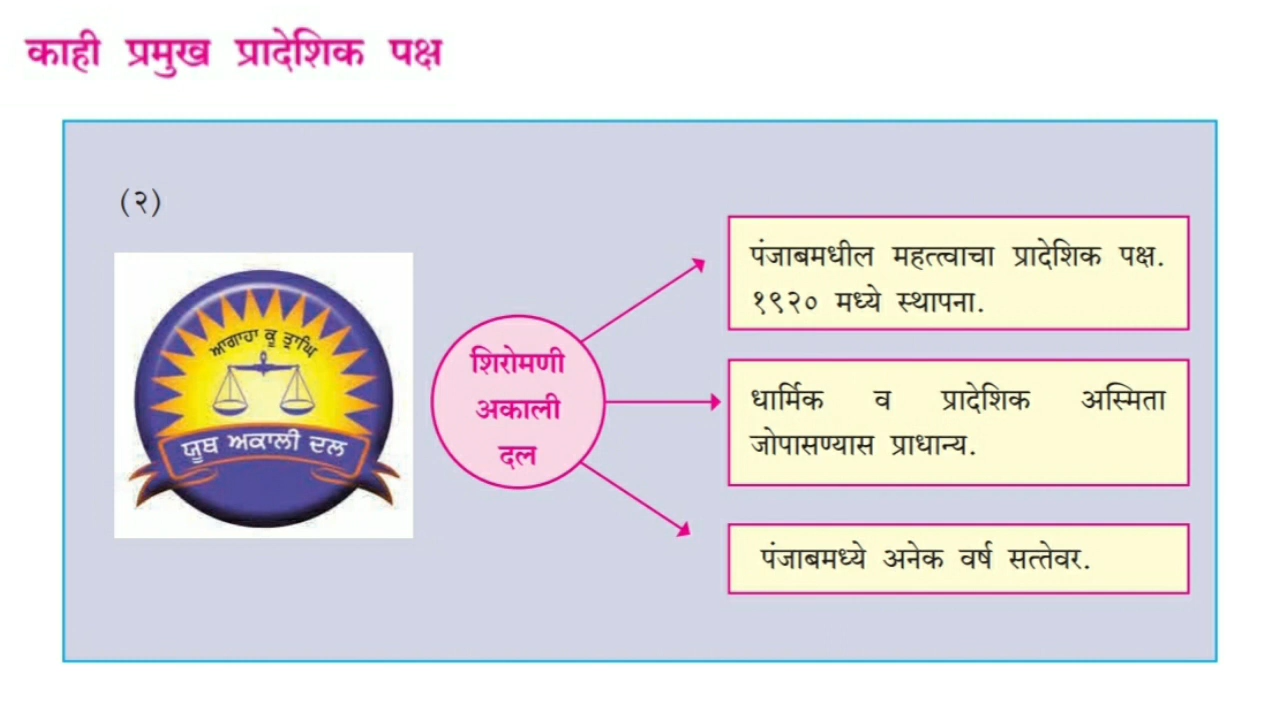 काही प्रमुख प्रादेशिक पक्ष
(२)
ਆਗਾਹਾ ਕੂ ਤ੍ਰਾਘਿ
ਯੂਥ ਅਕਾਲੀ ਦਲ
शिरोमणी
अकाली
दल
पंजाबमधील महत्त्वाचा प्रादेशिक पक्ष.
१९२० मध्ये स्थापना.
धार्मिक व प्रादेशिक अस्मिता
जोपासण्यास प्राधान्य.
पंजाबमध्ये अनेक वर्ष सत्तेवर.